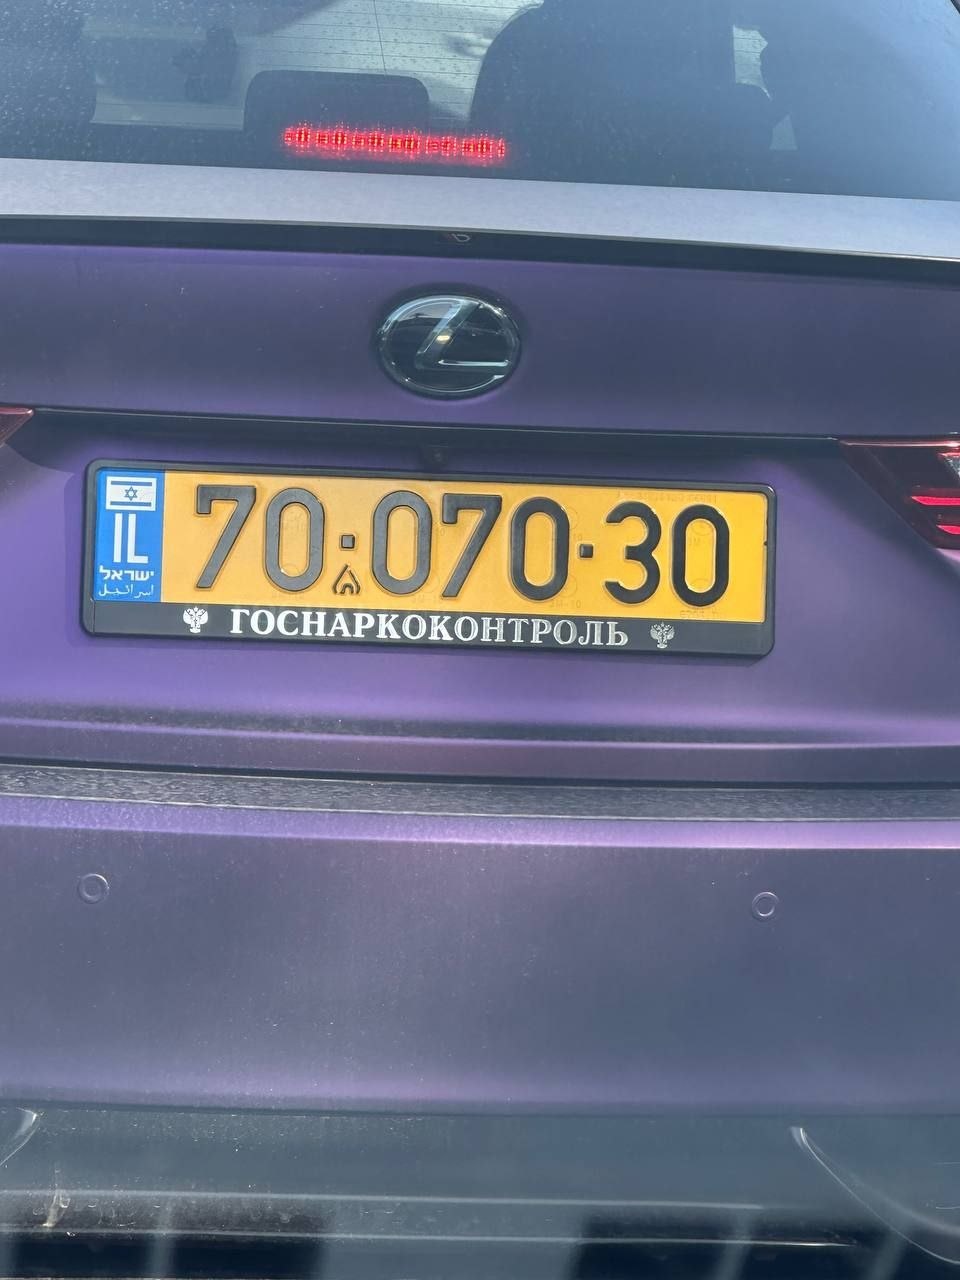 IL
ישראל
اسرائيل
70·070·30
ГОСНАРКОКОНТРОЛЬ